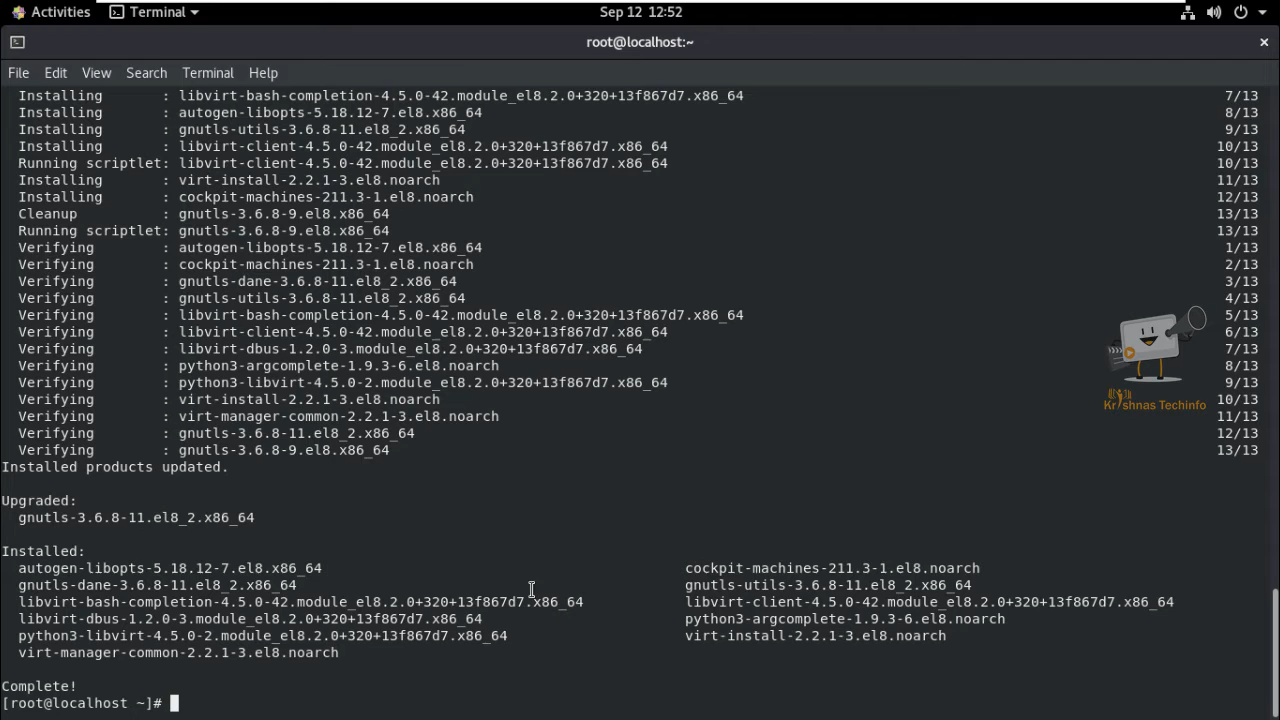 Activities Terminal Sep 12 12:52
root@localhost:~
File Edit View Search Terminal Help
Installing : libvirt-bash-completion-4.5.0-42.module_el8.2.0+320+13f867d7.x86_64 7/13
Installing : autogen-libopts-5.18.12-7.el8.x86_64 8/13
Installing : gnutls-utils-3.6.8-11.el8_2.x86_64 9/13
Installing : libvirt-client-4.5.0-42.module_el8.2.0+320+13f867d7.x86_64 10/13
Running scriptlet: libvirt-client-4.5.0-42.module_el8.2.0+320+13f867d7.x86_64 10/13
Installing : virt-install-2.2.1-3.el8.noarch 11/13
Installing : cockpit-machines-211.3-1.el8.noarch 12/13
Cleanup : gnutls-3.6.8-9.el8.x86_64 13/13
Running scriptlet: gnutls-3.6.8-9.el8.x86_64 13/13
Verifying : autogen-libopts-5.18.12-7.el8.x86_64 1/13
Verifying : cockpit-machines-211.3-1.el8.noarch 2/13
Verifying : gnutls-dane-3.6.8-11.el8_2.x86_64 3/13
Verifying : gnutls-utils-3.6.8-11.el8_2.x86_64 4/13
Verifying : libvirt-bash-completion-4.5.0-42.module_el8.2.0+320+13f867d7.x86_64 5/13
Verifying : libvirt-client-4.5.0-42.module_el8.2.0+320+13f867d7.x86_64 6/13
Verifying : libvirt-dbus-1.2.0-3.module_el8.2.0+320+13f867d7.x86_64 7/13
Verifying : python3-argcomplete-1.9.3-6.el8.noarch 8/13
Verifying : python3-libvirt-4.5.0-2.module_el8.2.0+320+13f867d7.x86_64 9/13
Verifying : virt-install-2.2.1-3.el8.noarch 10/13
Verifying : virt-manager-common-2.2.1-3.el8.noarch 11/13
Verifying : gnutls-3.6.8-11.el8_2.x86_64 12/13
Verifying : gnutls-3.6.8-9.el8.x86_64 13/13
Krishnas Techinfo
Installed products updated.
Upgraded:
gnutls-3.6.8-11.el8_2.x86_64
Installed:
autogen-libopts-5.18.12-7.el8.x86_64 cockpit-machines-211.3-1.el8.noarch
gnutls-dane-3.6.8-11.el8_2.x86_64 gnutls-utils-3.6.8-11.el8_2.x86_64
libvirt-bash-completion-4.5.0-42.module_el8.2.0+320+13f867d7.x86_64 libvirt-client-4.5.0-42.module_el8.2.0+320+13f867d7.x86_64
libvirt-dbus-1.2.0-3.module_el8.2.0+320+13f867d7.x86_64 python3-argcomplete-1.9.3-6.el8.noarch
python3-libvirt-4.5.0-2.module_el8.2.0+320+13f867d7.x86_64 virt-install-2.2.1-3.el8.noarch
virt-manager-common-2.2.1-3.el8.noarch
Complete!
[root@localhost ~]#